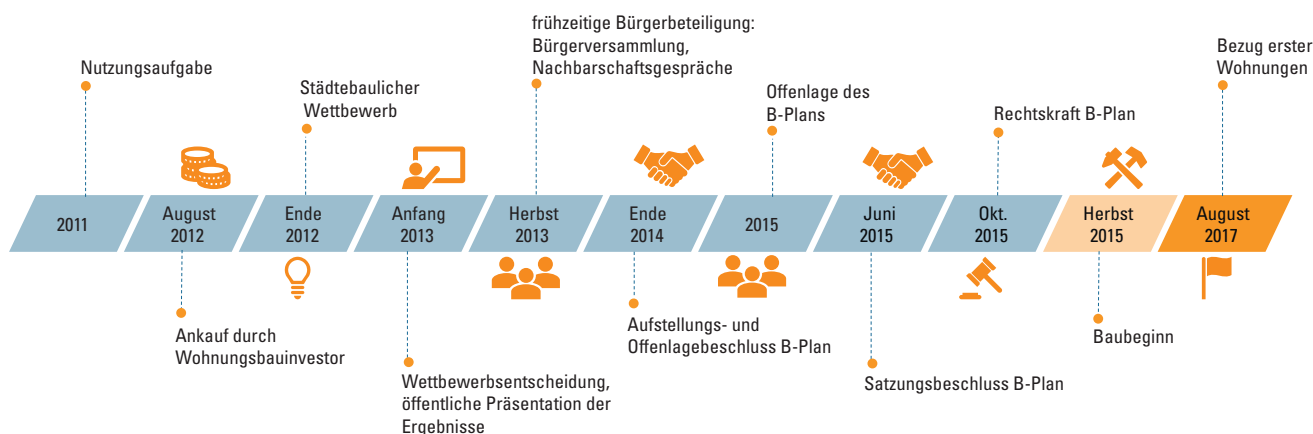 Nutzungsaufgabe
2011
August
2012
Ankauf durch
Wohnungsbauinvestor
Städtebaulicher
Wettbewerb
Ende
2012
Anfang
2013
Wettbewerbsentscheidung,
öffentliche Präsentation der
Ergebnisse
frühzeitige Bürgerbeteiligung:
Bürgerversammlung,
Nachbarschaftsgespräche
Herbst
2013
Ende
2014
Aufstellungs- und
Offenlagebeschluss B-Plan
Offenlage des
B-Plans
2015
Juni
2015
Satzungsbeschluss B-Plan
Rechtskraft B-Plan
Okt.
2015
Herbst
2015
Baubeginn
Bezug erster
Wohnungen
August
2017